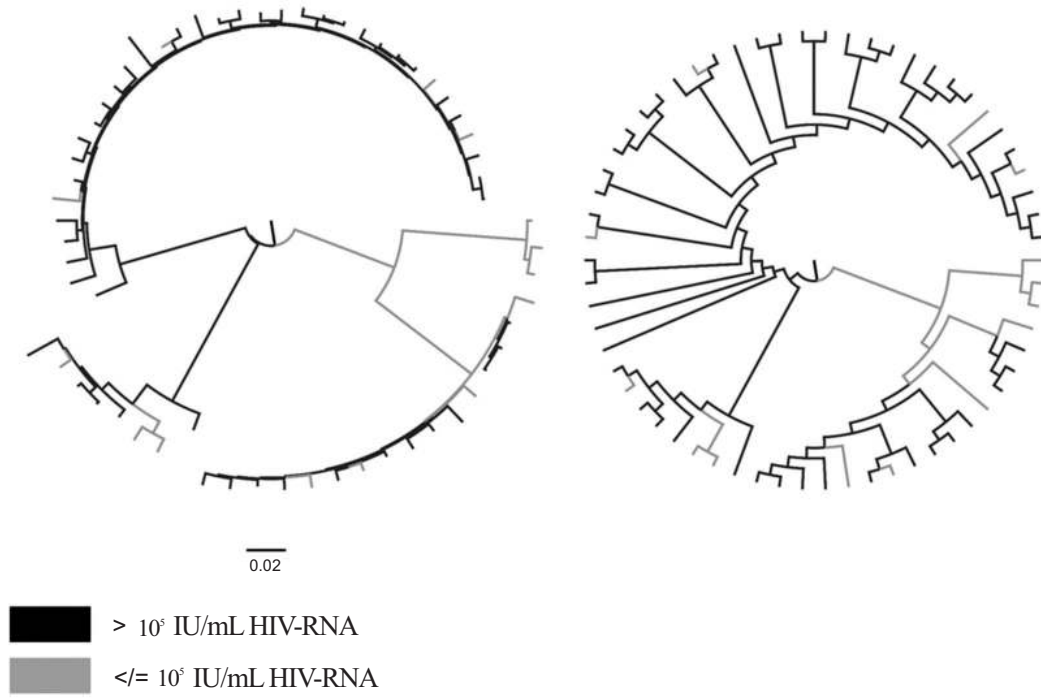 0.02
> 10⁵ IU/mL HIV-RNA
</= 10⁵ IU/mL HIV-RNA